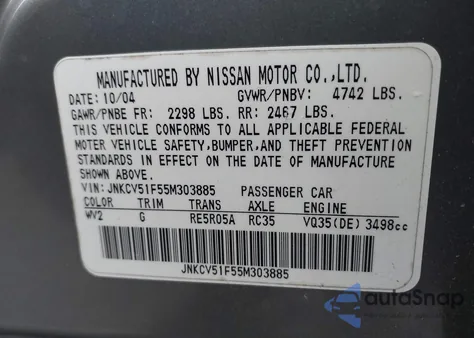 MANUFACTURED BY NISSAN MOTOR CO.,LTD.
DATE: 10/04 GVWR/PNBV: 4742 LBS.
GAWR/PNBE FR: 2298 LBS. RR: 2467 LBS.
THIS VEHICLE CONFORMS TO ALL APPLICABLE FEDERAL
MOTOR VEHICLE SAFETY,BUMPER,AND THEFT PREVENTION
STANDARDS IN EFFECT ON THE DATE OF MANUFACTURE
SHOWN ABOVE.
VIN: JNKCV51F55M303885 PASSENGER CAR
COLOR TRIM TRANS AXLE ENGINE
WV2 G RE5R05A RC35 VQ35(DE) 3498cc
JNKCV51F55M303885
autoSnap